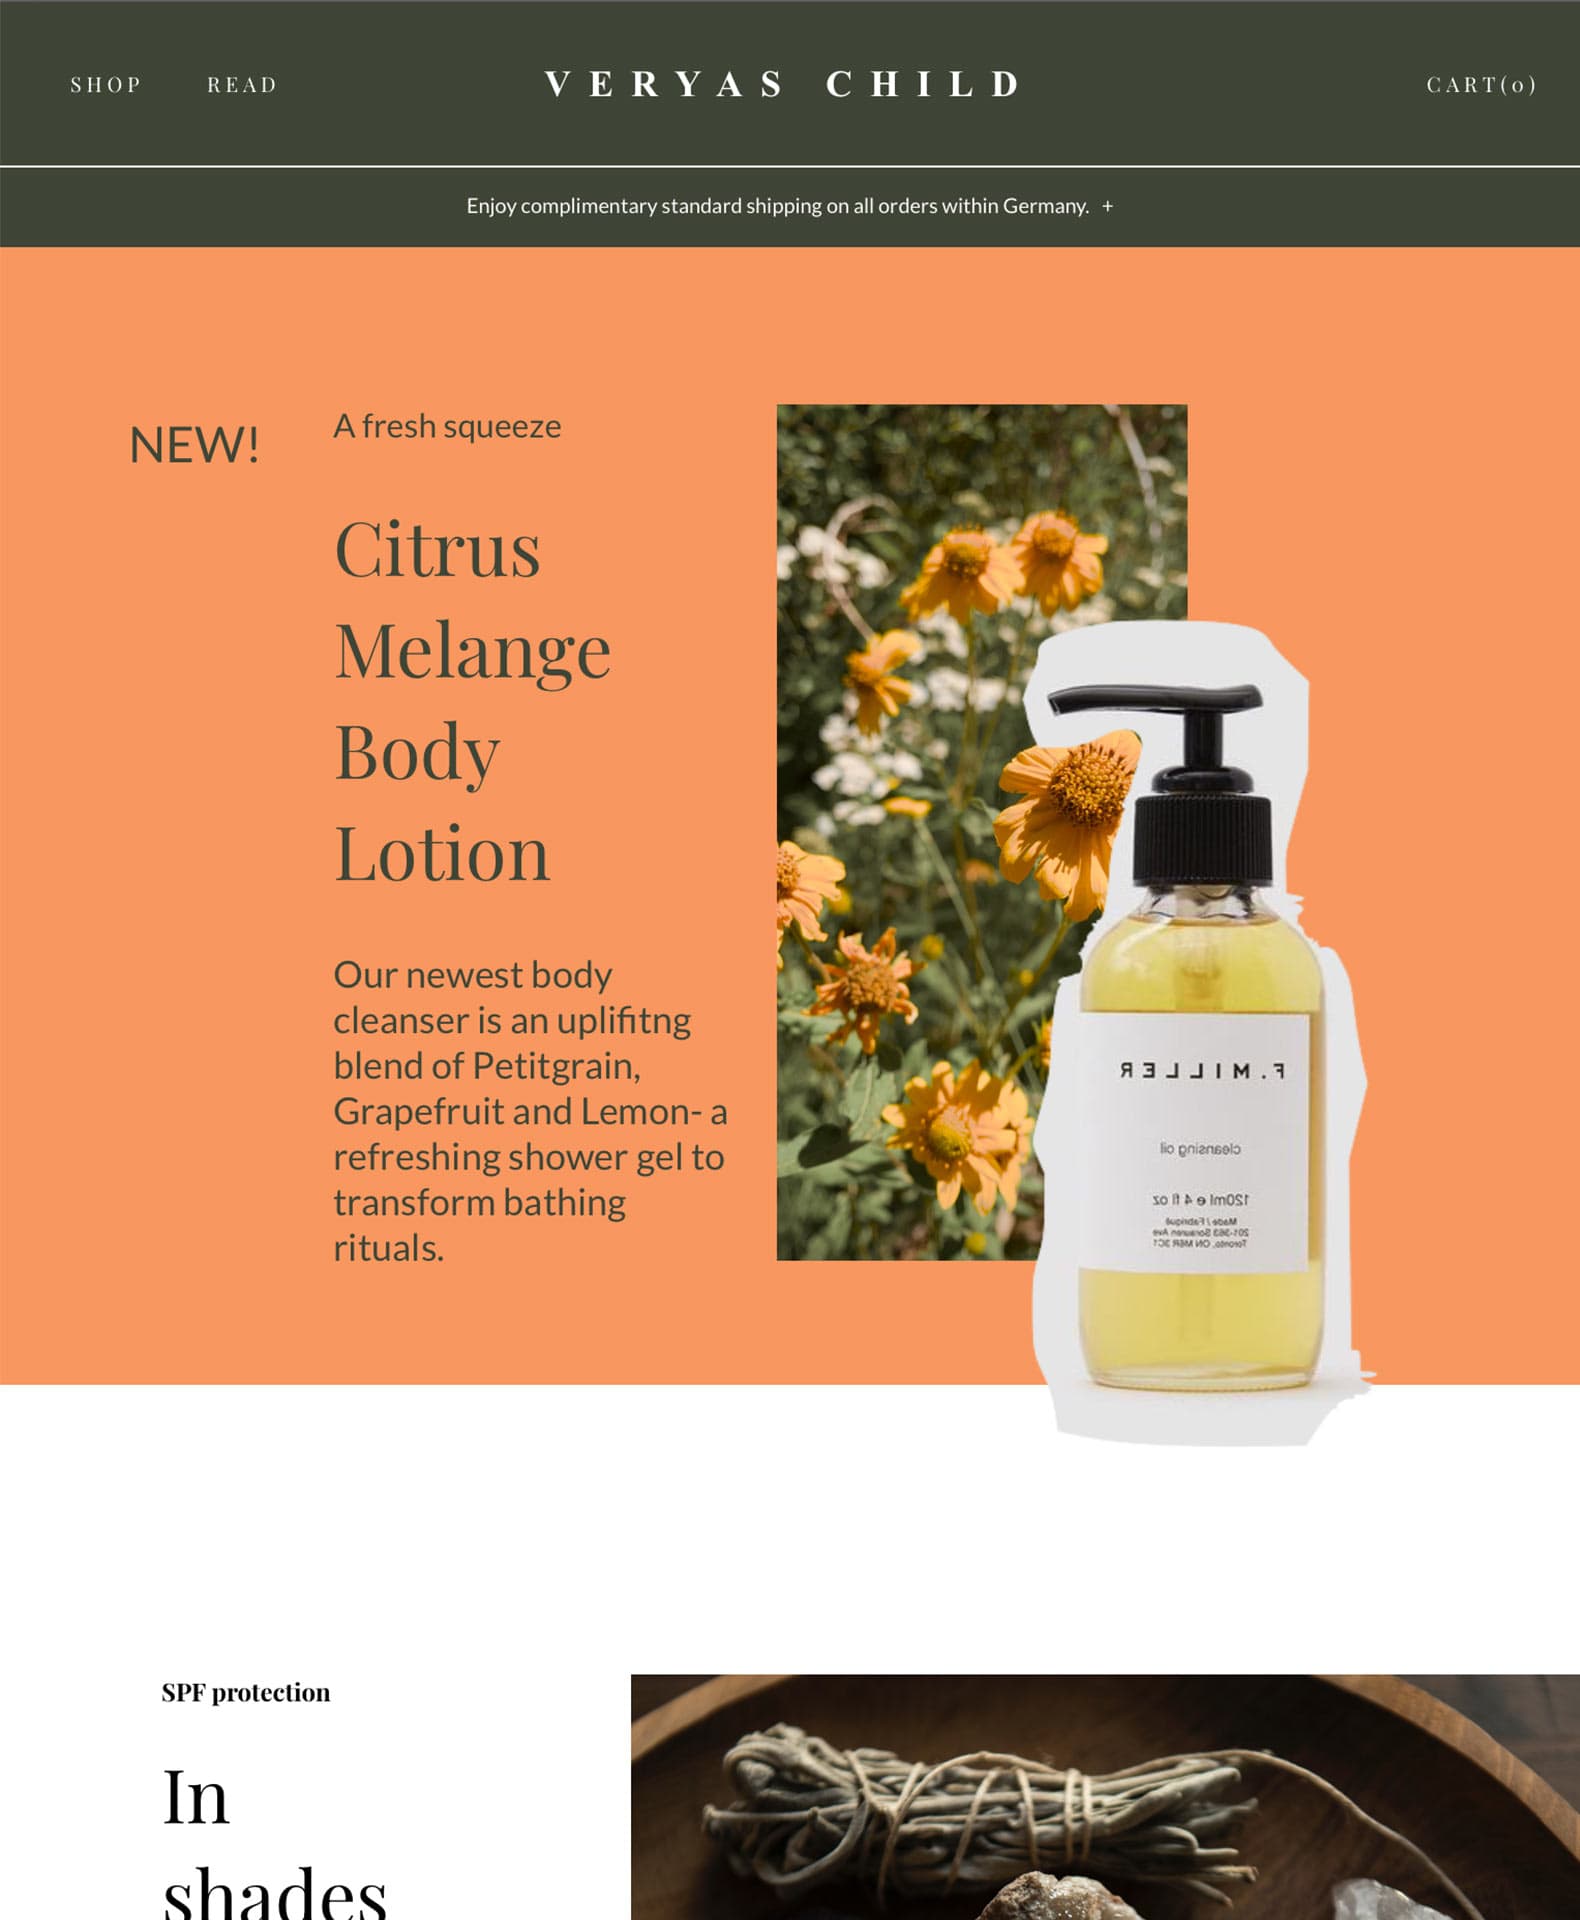 SHOP READ VERYAS CHILD CART(0)
Enjoy complimentary standard shipping on all orders within Germany. +
NEW!
A fresh squeeze
Citrus
Melange
Body
Lotion
Our newest body
cleanser is an uplifitng
blend of Petitgrain,
Grapefruit and Lemon- a
refreshing shower gel to
transform bathing
rituals.
F.MILLER
cleansing oil
120ml e 4 fl oz
Made / Fabriqué
201-363 Sorauren Ave
Toronto, ON M6R 3C1
SPF protection
In
shades